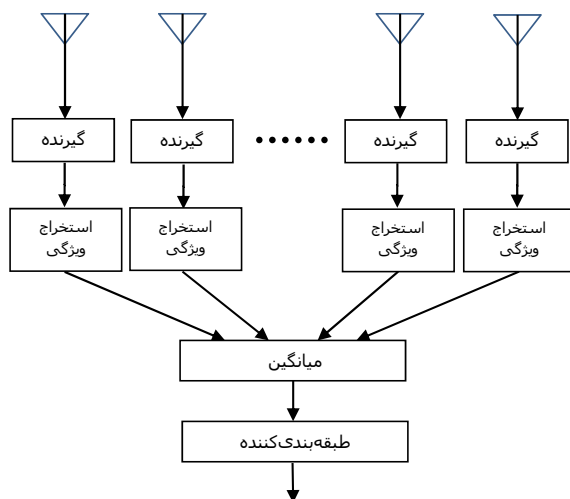 گیرنده
گیرنده
گیرنده
گیرنده
استخراج
ویژگی
استخراج
ویژگی
استخراج
ویژگی
استخراج
ویژگی
میانگین
طبقه‌بندی‌کننده